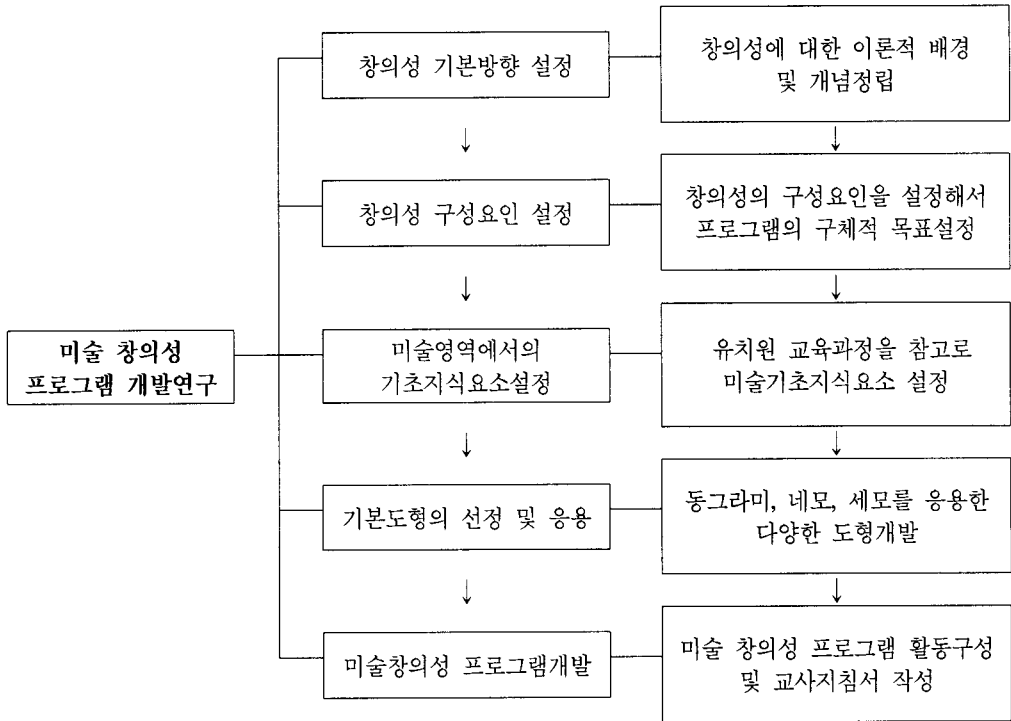 창의성 기본방향 설정
창의성에 대한 이론적 배경
및 개념정립
↓
↓
창의성 구성요인 설정
창의성의 구성요인을 설정해서
프로그램의 구체적 목표설정
↓
↓
미술 창의성
프로그램 개발연구
미술영역에서의
기초지식요소설정
유치원 교육과정을 참고로
미술기초지식요소 설정
↓
↓
기본도형의 선정 및 응용
동그라미, 네모, 세모를 응용한
다양한 도형개발
↓
↓
미술창의성 프로그램개발
미술 창의성 프로그램 활동구성
및 교사지침서 작성